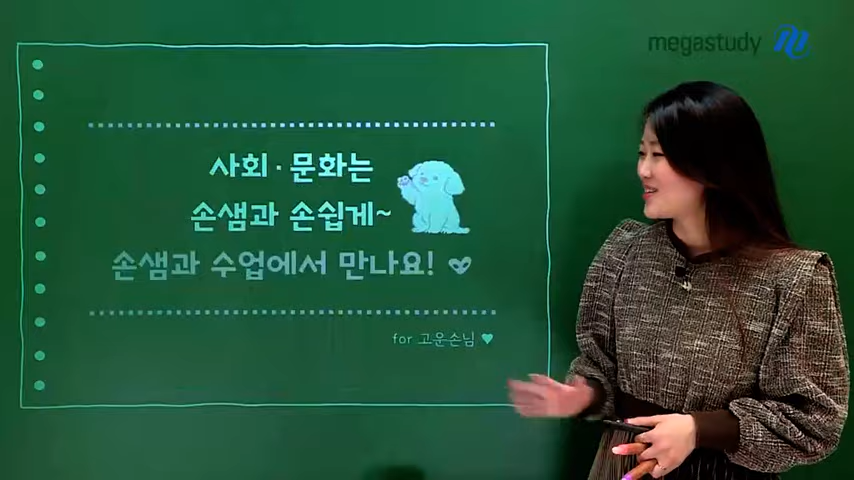 megastudy
사회·문화는
손샘과 손쉽게~
손샘과 수업에서 만나요! ♥
for 고운손님 ♥